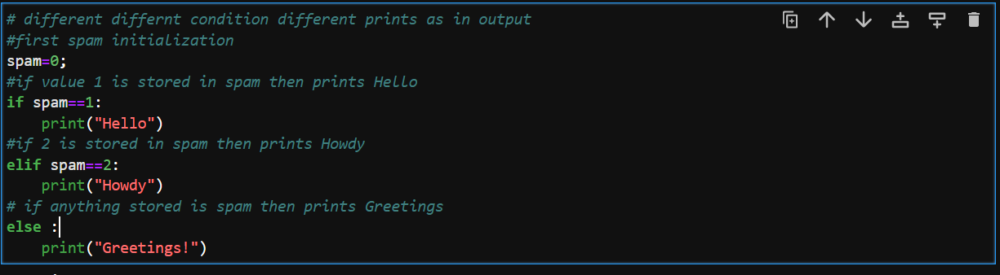 # different differnt condition different prints as in output
#first spam initialization
spam=0;
#if value 1 is stored in spam then prints Hello
if spam==1:
    print("Hello")
#if 2 is stored in spam then prints Howdy
elif spam==2:
    print("Howdy")
# if anything stored is spam then prints Greetings
else :
    print("Greetings!")